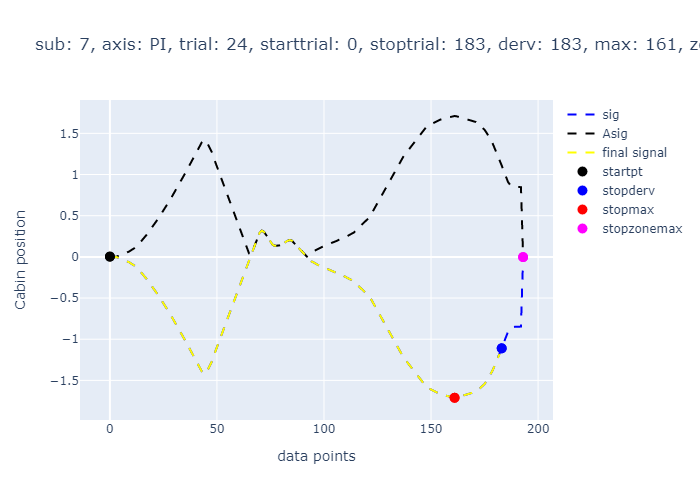 sub: 7, axis: PI, trial: 24, starttrial: 0, stoptrial: 183, derv: 183, max: 161,
sig
Asig
final signal
startpt
stopderv
stopmax
stopzonemax
Cabin position
1.5
1
0.5
0
−0.5
−1
−1.5
0
50
100
150
200
data points